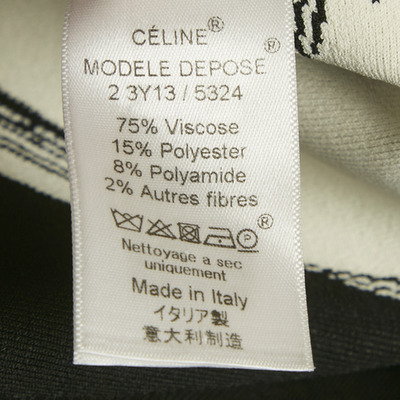 CÉLINE®
MODELE DEPOSE®
2 3Y13 / 5324
75% Viscose
15% Polyester
8% Polyamide
2% Autres fibres
®
Nettoyage a sec
uniquement
Made in Italy
イタリア製
意大利制造